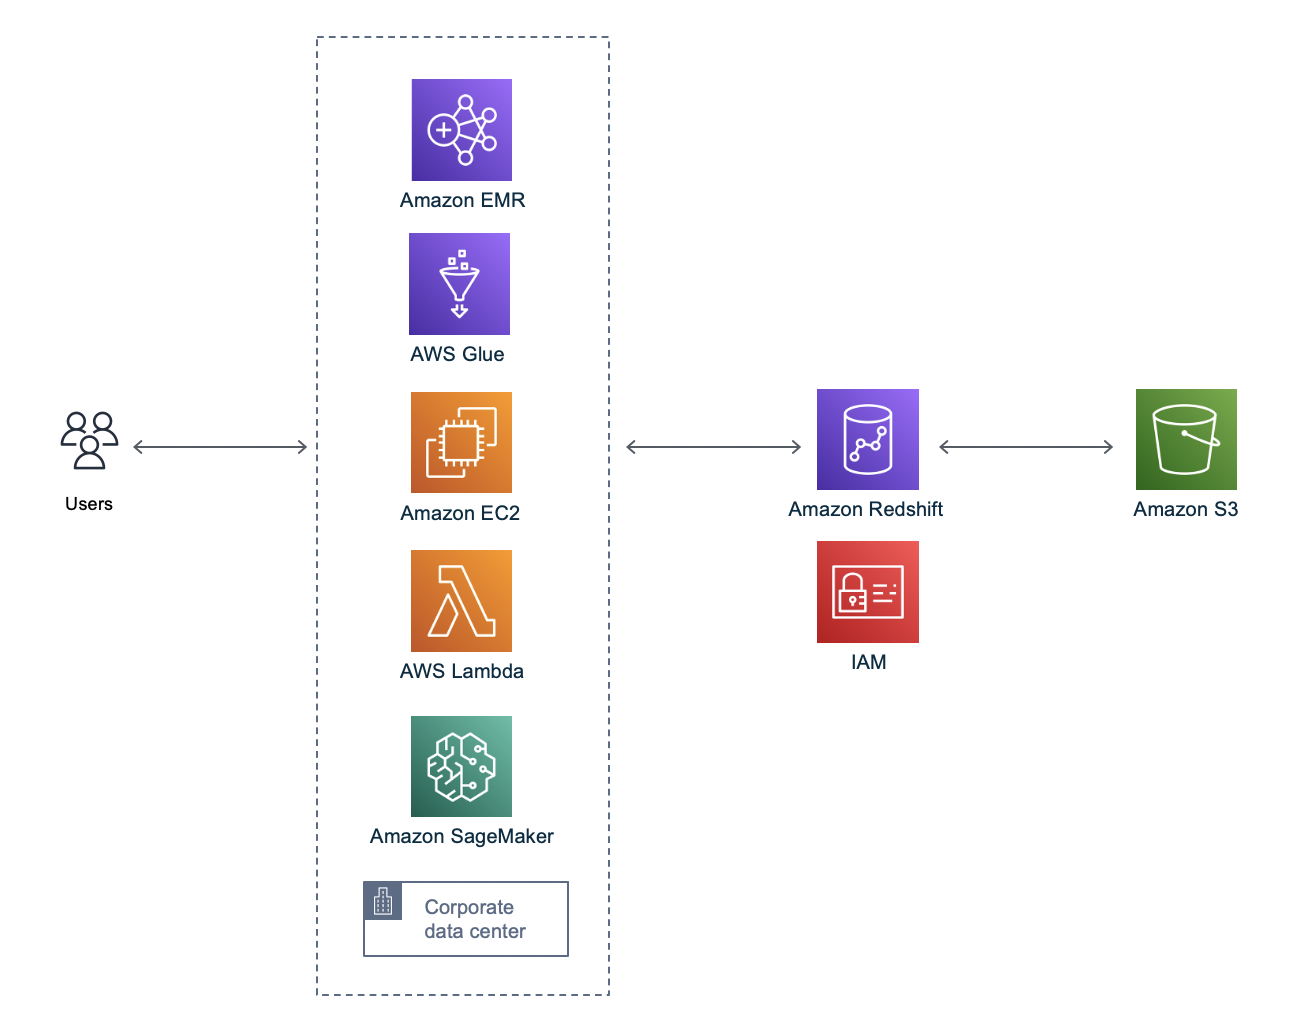 Amazon EMR
AWS Glue
Users
Amazon EC2
Amazon Redshift
Amazon S3
IAM
AWS Lambda
Amazon SageMaker
Corporate
data center